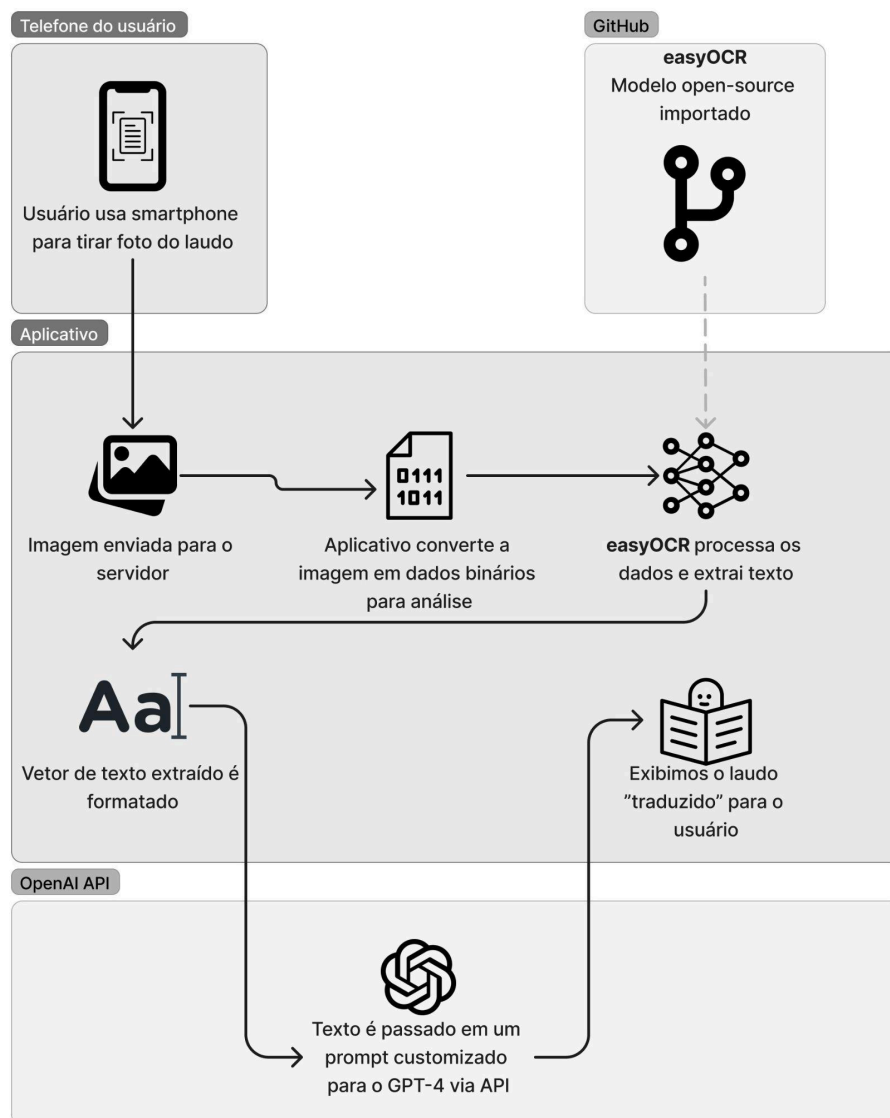 Telefone do usuário
GitHub
easyOCR
Modelo open-source
importado
Usuário usa smartphone
para tirar foto do laudo
Aplicativo
0111
1011
Imagem enviada para o
servidor
Aplicativo converte a
imagem em dados binários
para análise
easyOCR processa os
dados e extrai texto
Aa
Vetor de texto extraído é
formatado
Exibimos o laudo
”traduzido” para o
usuário
OpenAI API
Texto é passado em um
prompt customizado
para o GPT-4 via API